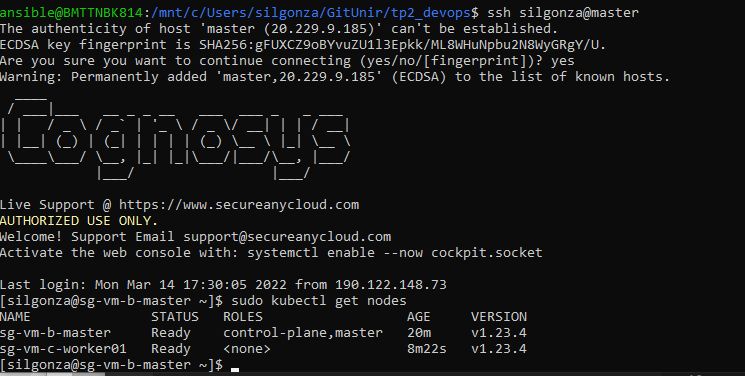 ansible@BMTTNBK814:/mnt/c/Users/silgonza/GitUnir/tp2_devops$ ssh silgonza@master
The authenticity of host 'master (20.229.9.185)' can't be established.
ECDSA key fingerprint is SHA256:gFUXCZ9oBYvuZU1l3Epkk/ML8WHuNpbu2N8WyGRgY/U.
Are you sure you want to continue connecting (yes/no/[fingerprint])? yes
Warning: Permanently added 'master,20.229.9.185' (ECDSA) to the list of known hosts.
Cognosys
Live Support @ https://www.secureanycloud.com
AUTHORIZED USE ONLY.
Welcome! Support Email support@secureanycloud.com
Activate the web console with: systemctl enable --now cockpit.socket
Last login: Mon Mar 14 17:30:05 2022 from 190.122.148.73
[silgonza@sg-vm-b-master ~]$ sudo kubectl get nodes
NAME STATUS ROLES AGE VERSION
sg-vm-b-master Ready control-plane,master 20m v1.23.4
sg-vm-c-worker01 Ready <none> 8m22s v1.23.4
[silgonza@sg-vm-b-master ~]$